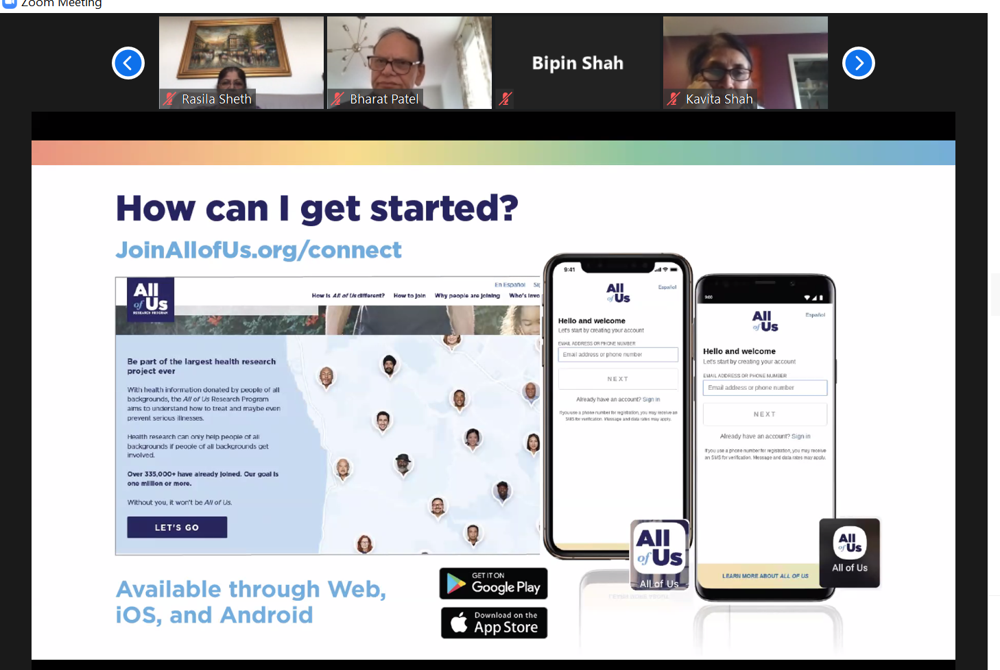 Zoom Meeting
Rasila Sheth
Bharat Patel
Bipin Shah
Kavita Shah
How can I get started?
JoinAllofUs.org/connect
All
of Us
RESEARCH PROGRAM
En Español
How is All of Us different? How to join Why people are joining Who's
Be part of the largest health research
project ever
With health information donated by people of all
backgrounds, the All of Us Research Program
aims to understand how to treat and maybe even
prevent serious illnesses.
Health research can only help people of all
backgrounds if people of all backgrounds get
involved.
Over 335,000+ have already joined. Our goal is
one million or more.
Without you, it won't be All of Us.
LET'S GO
9:41
All
of Us
Español
Hello and welcome
Let's start by creating your account
EMAIL ADDRESS OR PHONE NUMBER
Email address or phone number
NEXT
Already have an account? Sign in
If you use a phone number for registration, you may receive an
SMS for verification. Message and data rates may apply.
All
of Us
All of Us
9:00
All
of Us
Español
Hello and welcome
Let's start by creating your account
EMAIL ADDRESS OR PHONE NUMBER
Email address or phone number
NEXT
Already have an account? Sign in
If you use a phone number for registration, you may receive
an SMS for verification. Message and data rates may apply.
LEARN MORE ABOUT ALL OF US
All
of Us
All of Us
Available through Web,
iOS, and Android
GET IT ON
Google Play
Download on the
App Store